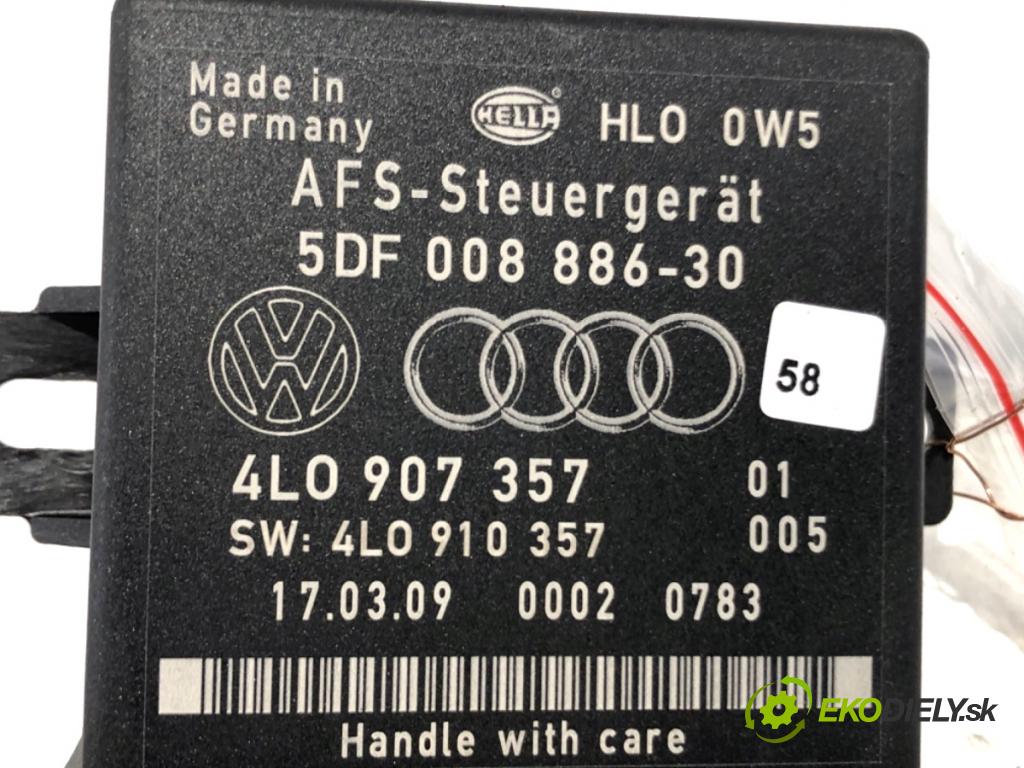 Made in
Germany
HELLA ® HLO 0W5
AFS-Steuergerät
5DF 008 886-30
58
4L0 907 357 01
SW: 4L0 910 357 005
17.03.09 0002 0783
Handle with care
EKODIELY.sk